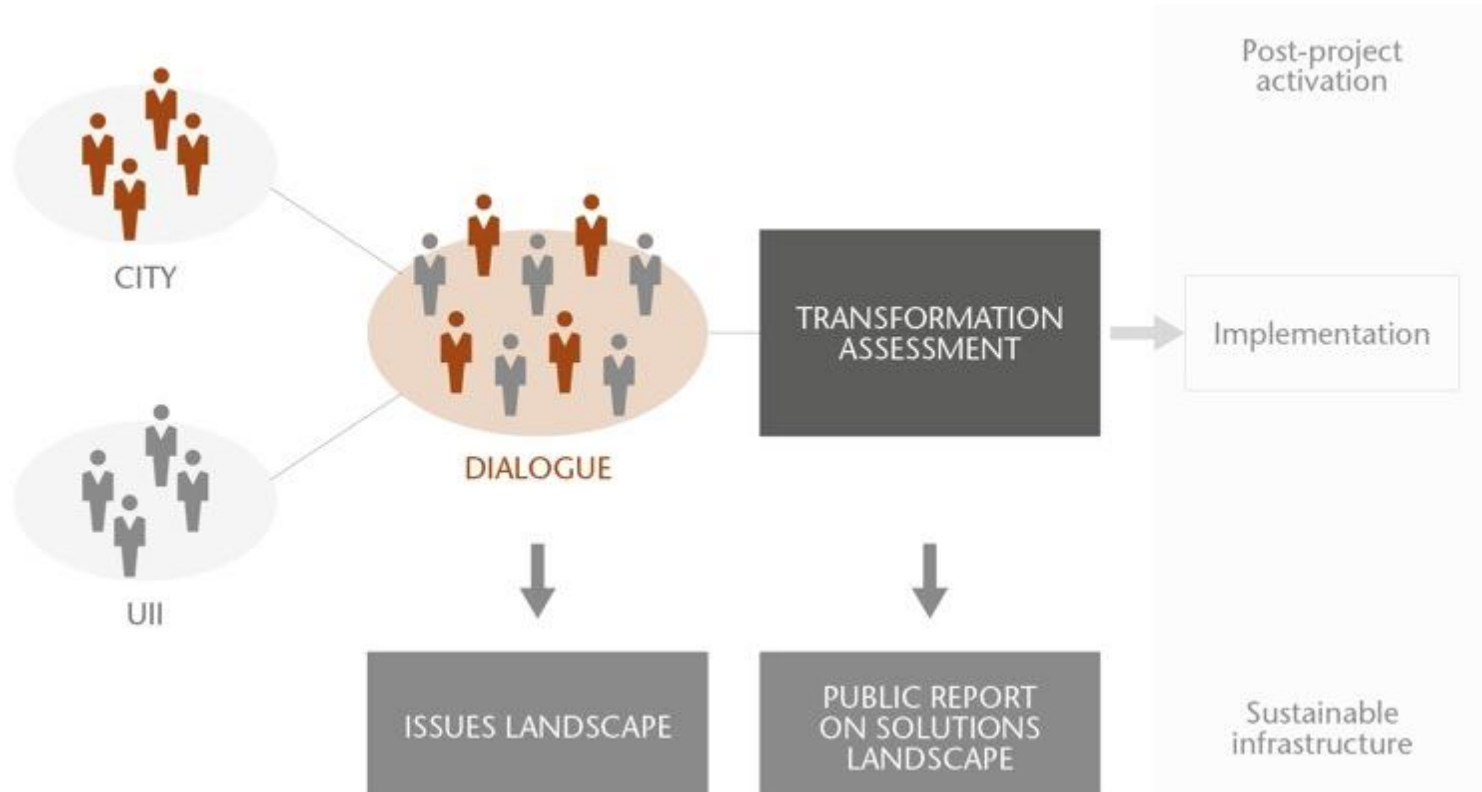 Post-project
activation
CITY
TRANSFORMATION
ASSESSMENT
Implementation
DIALOGUE
UII
ISSUES LANDSCAPE
PUBLIC REPORT
ON SOLUTIONS
LANDSCAPE
Sustainable
infrastructure